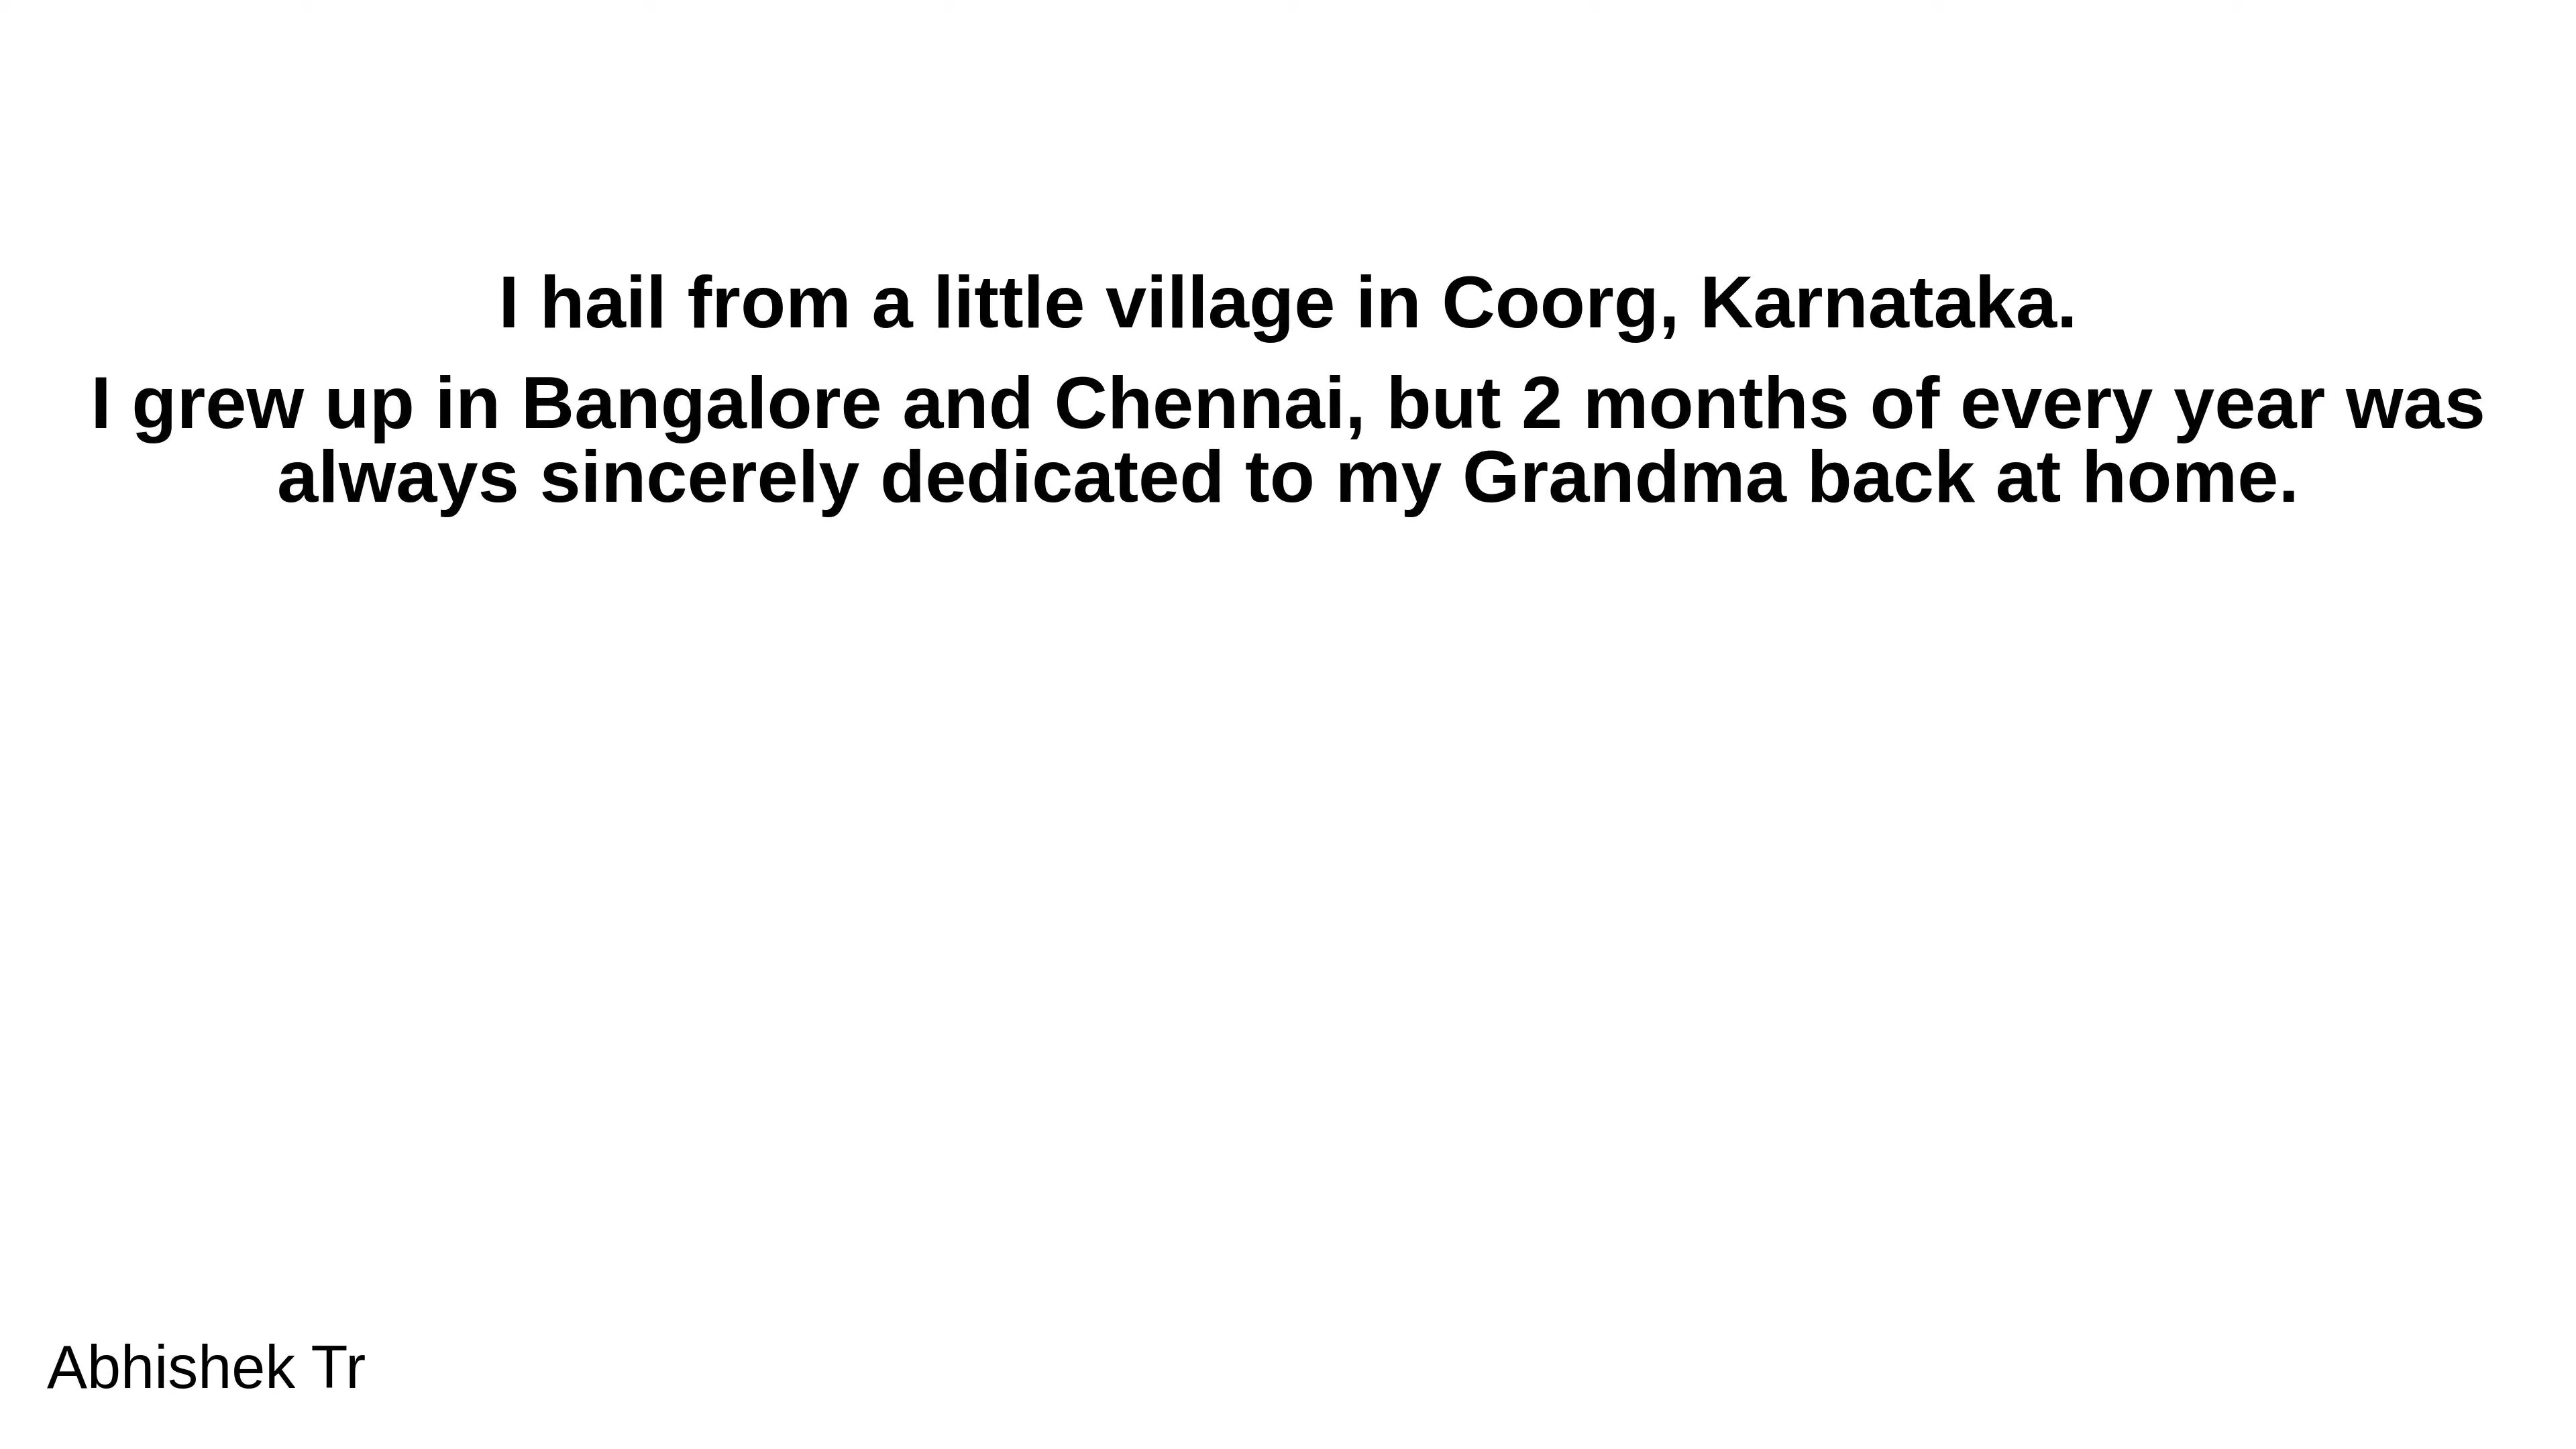 I hail from a little village in Coorg, Karnataka.
I grew up in Bangalore and Chennai, but 2 months of every year was
always sincerely dedicated to my Grandma back at home.
Abhishek Tr